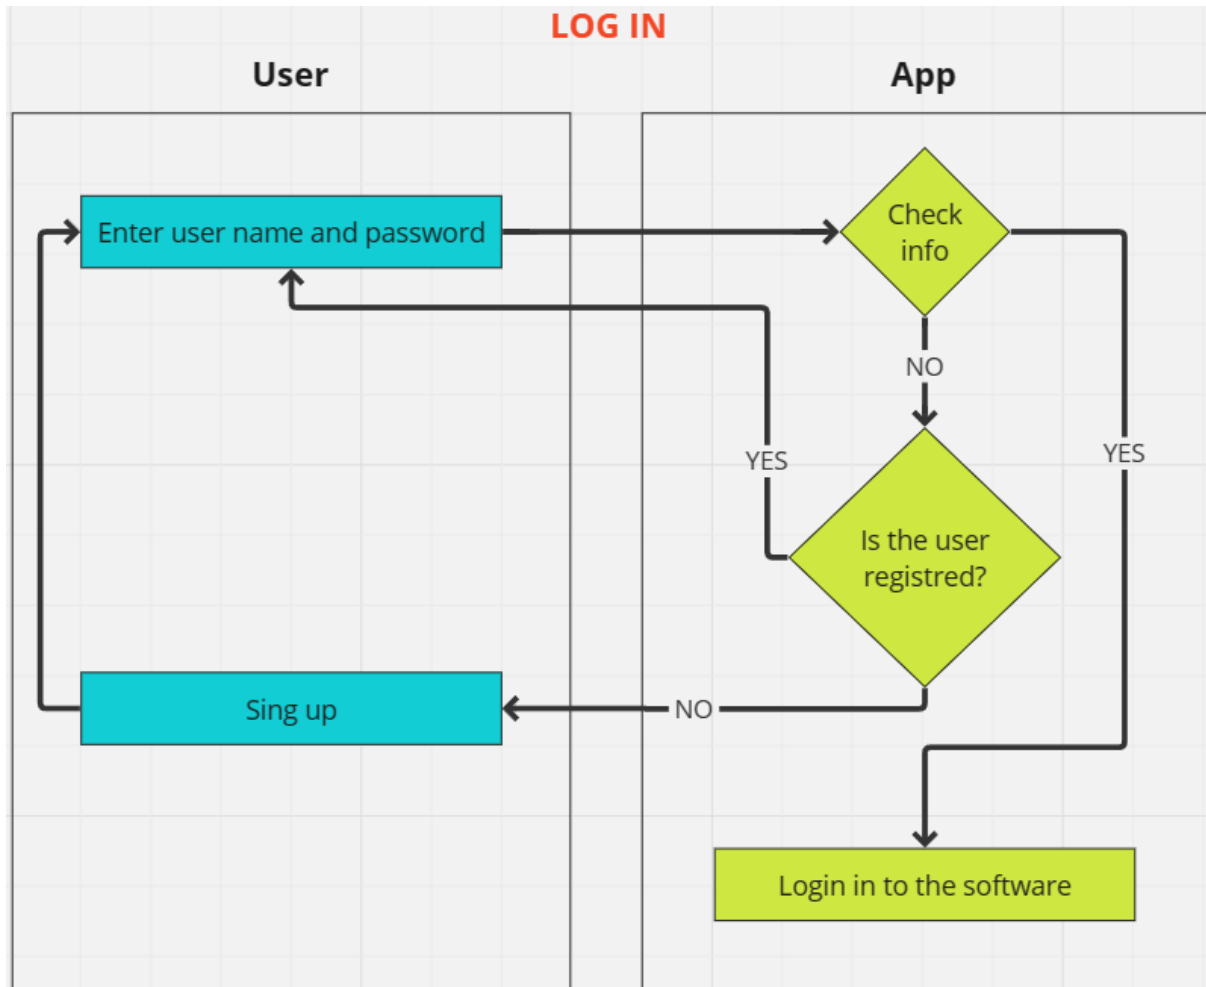 LOG IN
User
App
Enter user name and password
Check
info
NO
YES
YES
Is the user
registred?
Sing up
NO
Login in to the software